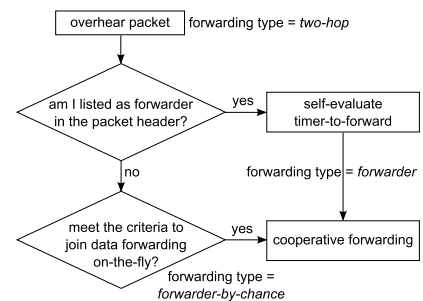 overhear packet
forwarding type = two-hop
am I listed as forwarder
in the packet header?
yes
self-evaluate
timer-to-forward
no
forwarding type = forwarder
meet the criteria to
join data forwarding
on-the-fly?
yes
cooperative forwarding
forwarding type =
forwarder-by-chance